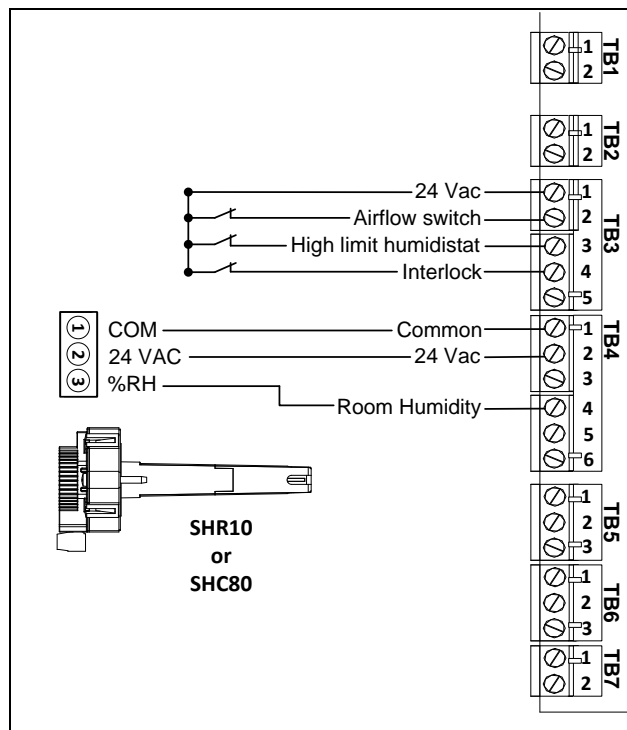 1
2
TB1
1
2
TB2
24 Vac 1
Airflow switch 2
High limit humidistat 3
Interlock 4
5
TB3
1 COM Common 1
2 24 VAC 24 Vac 2
3 %RH 3
Room Humidity 4
5
6
TB4
SHR10
or
SHC80
1
2
3
TB5
1
2
3
TB6
1
2
TB7